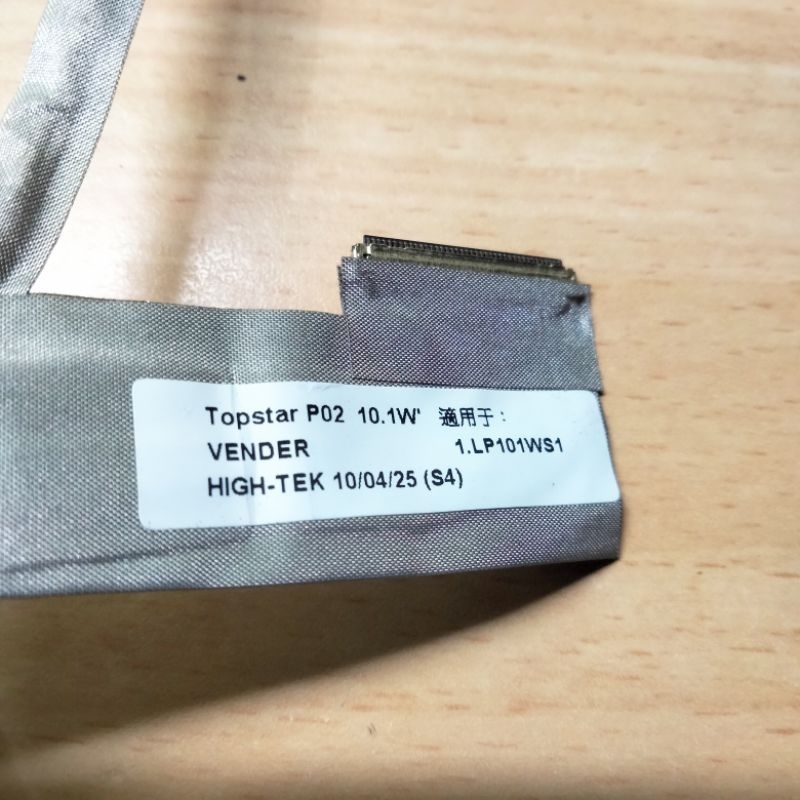 Topstar P02 10.1W' 適用于：
VENDER 1.LP101WS1
HIGH-TEK 10/04/25 (S4)